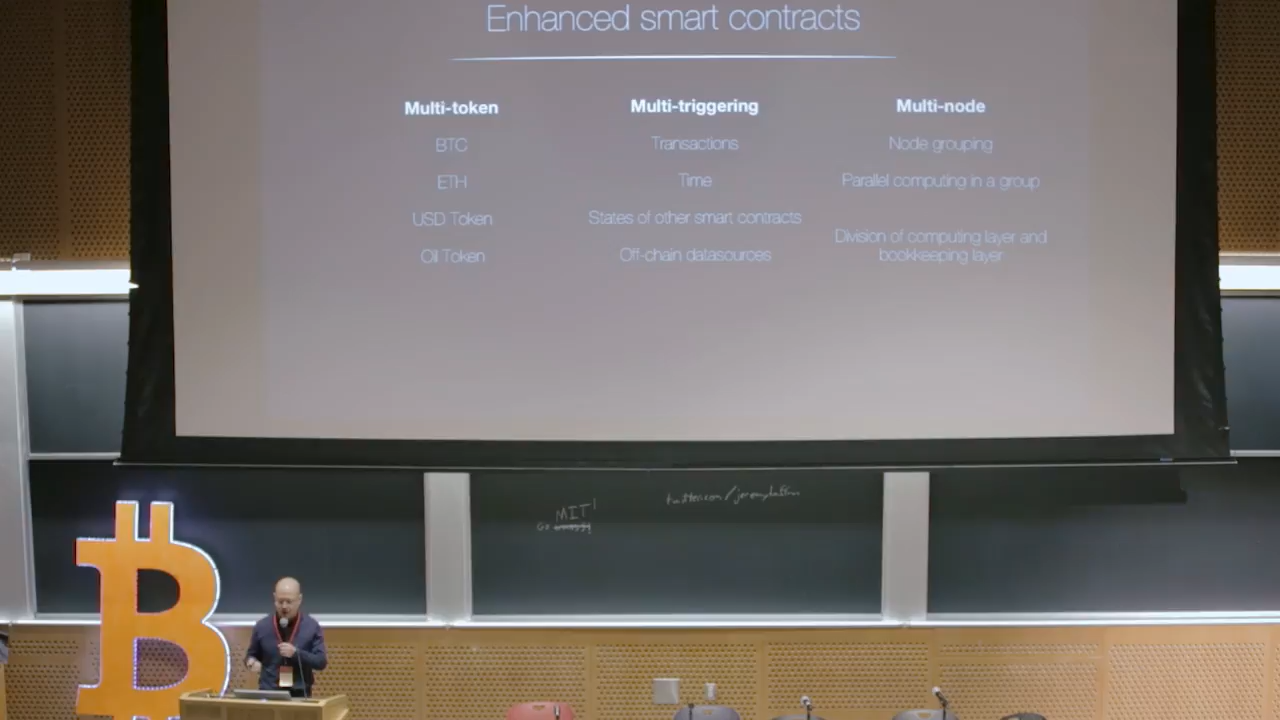 Enhanced smart contracts
Multi-token
BTC
ETH
USD Token
Oil Token
Multi-triggering
Transactions
Time
States of other smart contracts
Off-chain datasources
Multi-node
Node grouping
Parallel computing in a group
Division of computing layer and
bookkeeping layer
MIT!
Go